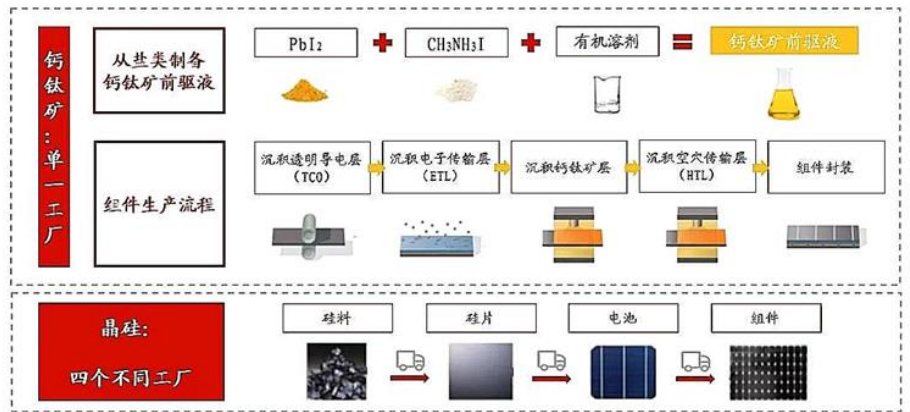 钙钛矿：单一工厂
从盐类制备
钙钛矿前驱液
PbI₂
+
CH₃NH₃I
+
有机溶剂
=
钙钛矿前驱液
组件生产流程
沉积透明导电层
（TCO）
沉积电子传输层
（ETL）
沉积钙钛矿层
沉积空穴传输层
（HTL）
组件封装
晶硅：
四个不同工厂
硅料
硅片
电池
组件